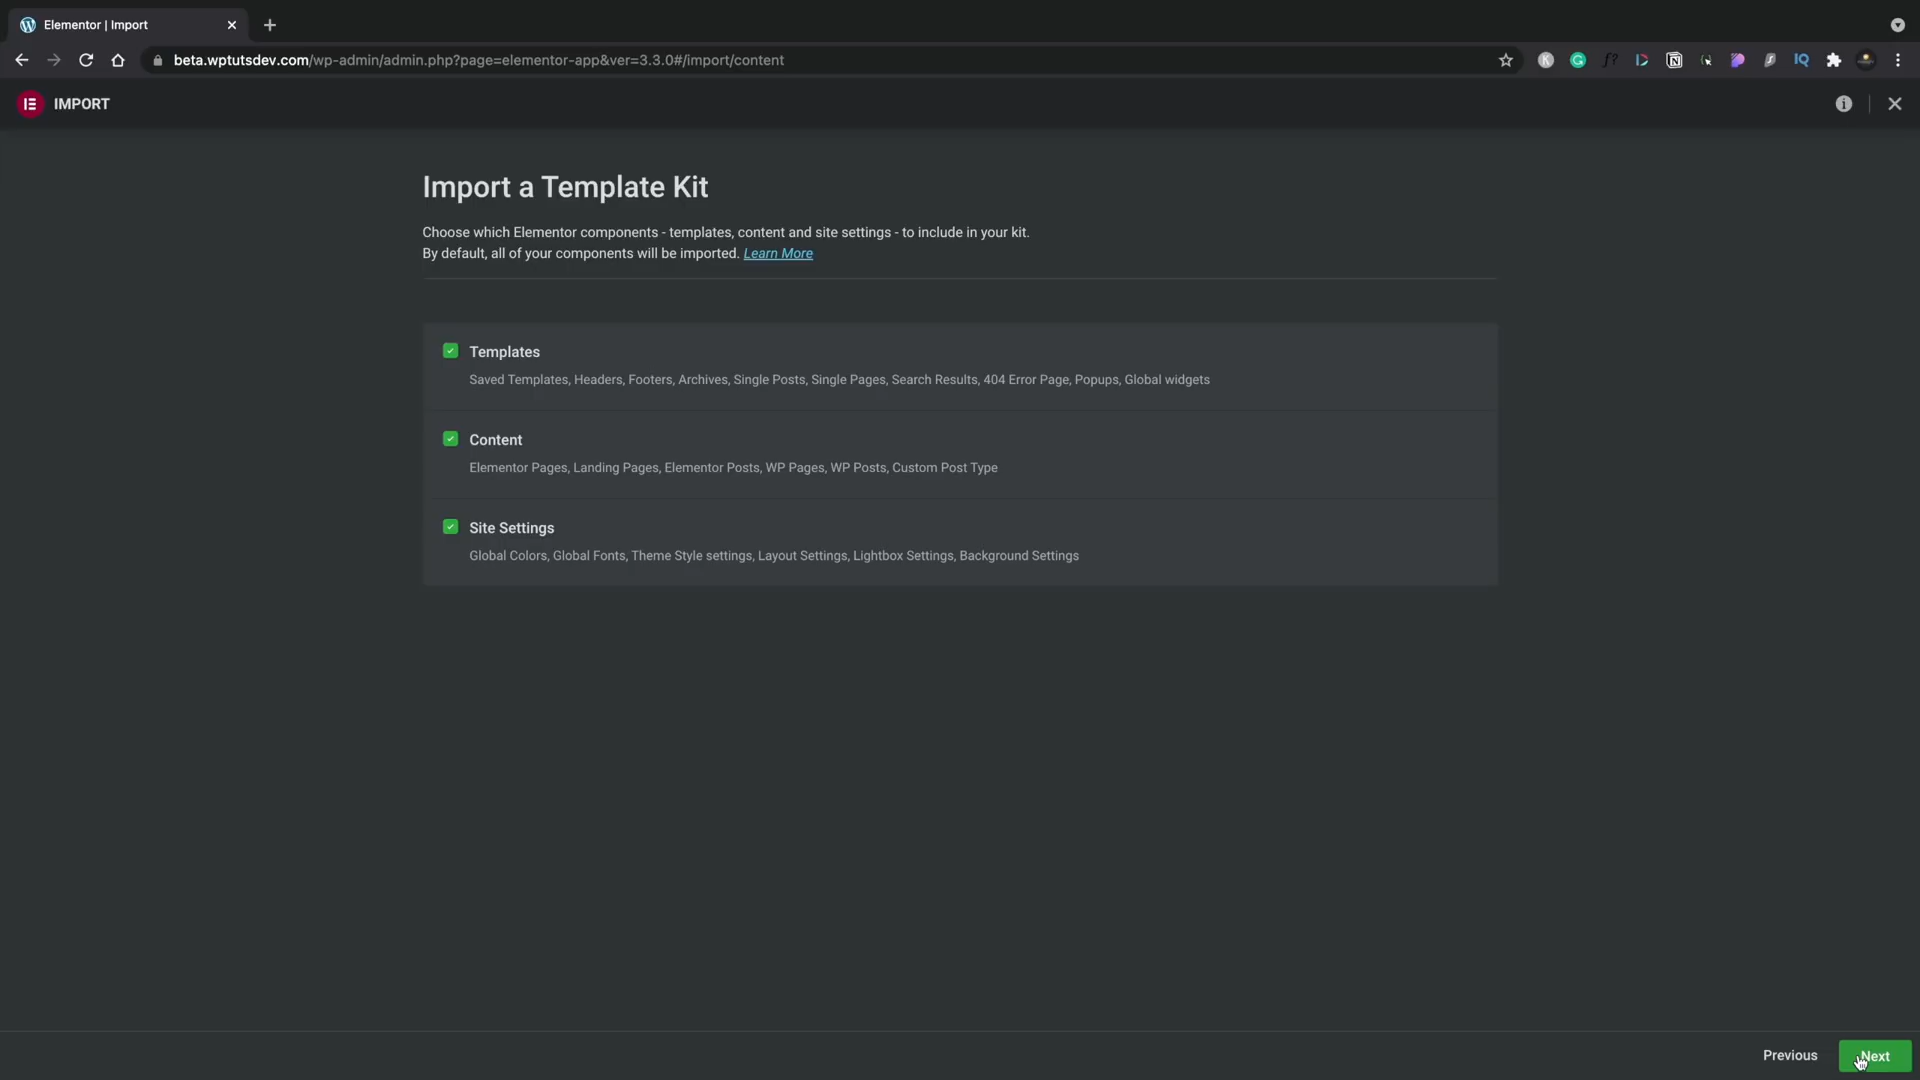 Elementor | Import
beta.wptutsdev.com/wp-admin/admin.php?page=elementor-app&ver=3.3.0#/import/content
IMPORT
Import a Template Kit
Choose which Elementor components - templates, content and site settings - to include in your kit.
By default, all of your components will be imported. Learn More
Templates
Saved Templates, Headers, Footers, Archives, Single Posts, Single Pages, Search Results, 404 Error Page, Popups, Global widgets
Content
Elementor Pages, Landing Pages, Elementor Posts, WP Pages, WP Posts, Custom Post Type
Site Settings
Global Colors, Global Fonts, Theme Style settings, Layout Settings, Lightbox Settings, Background Settings
Previous
Next